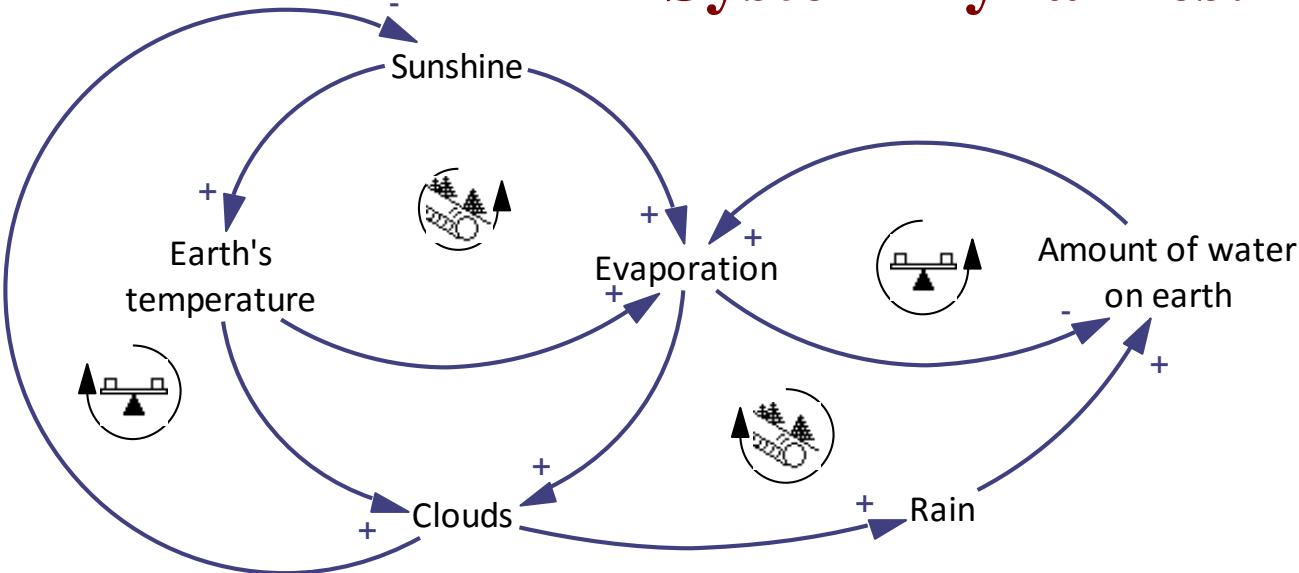 -
Sunshine
+
+
+
Earth's
temperature
Evaporation
+
Amount of water
on earth
-
+
+
+
Clouds
+
Rain